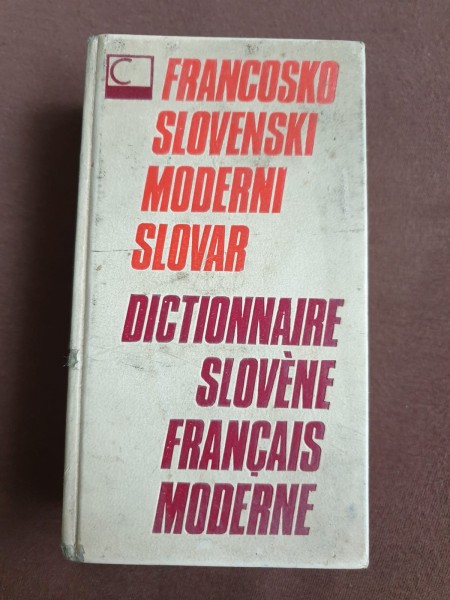 C
FRANCOSKO
SLOVENSKI
MODERNI
SLOVAR
DICTIONNAIRE
SLOVÈNE
FRANÇAIS
MODERNE